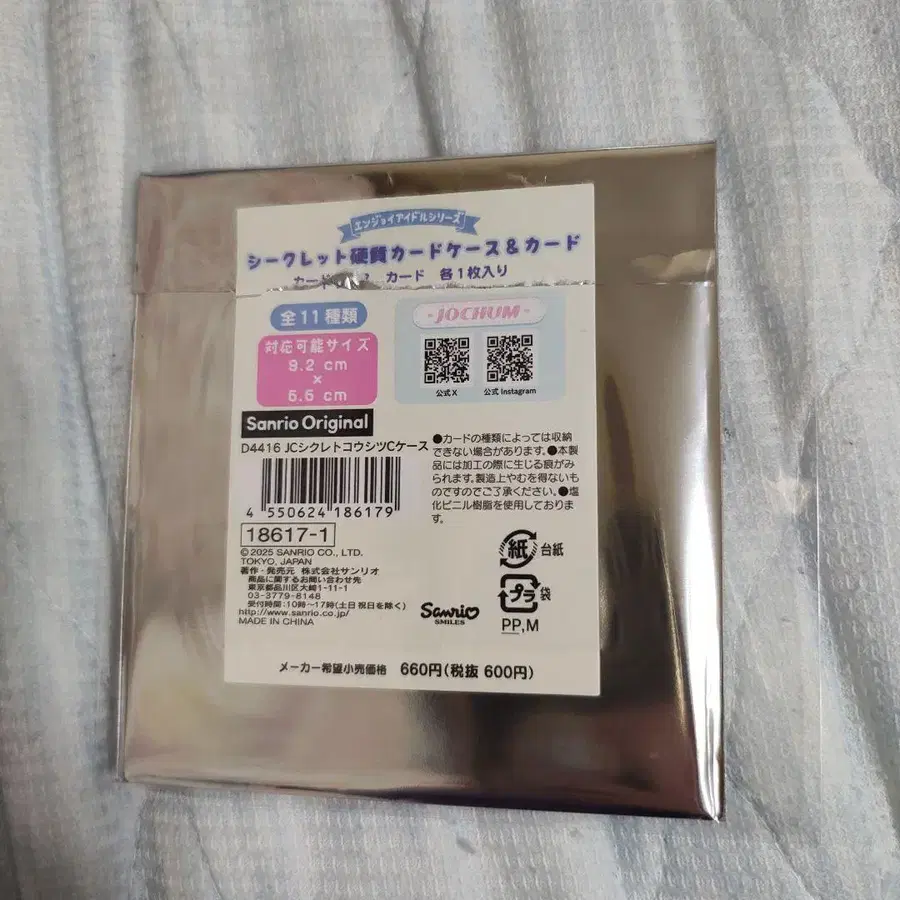 エンジョイアイドルシリーズ
シークレット硬質カードケース&カード
カード カード 各1枚入り
全11種類
対応可能サイズ
9.2 cm
×
5.5 cm
-JOCHUM-
公式X
公式Instagram
Sanrio Original
D4416 JCシクレトコウシツCケース
4 550624 186179
18617-1
© 2025 SANRIO CO., LTD.
TOKYO, JAPAN
著作・発売元 株式会社サンリオ
商品に関するお問い合わせ先
東京都品川区大崎1-11-1
03-3779-8148
受付時間:10時~17時(土日祝日を除く)
http://www.sanrio.co.jp/
MADE IN CHINA
●カードの種類によっては収納
できない場合があります。●本製
品には加工の際に生じる痕がみ
られます。製造上やむを得ないも
のですのでご了承ください。●塩
化ビニル樹脂を使用しておりま
す。
紙 台紙
プラ 袋
PP,M
Sanrio
SMILES
メーカー希望小売価格 660円(税抜 600円)